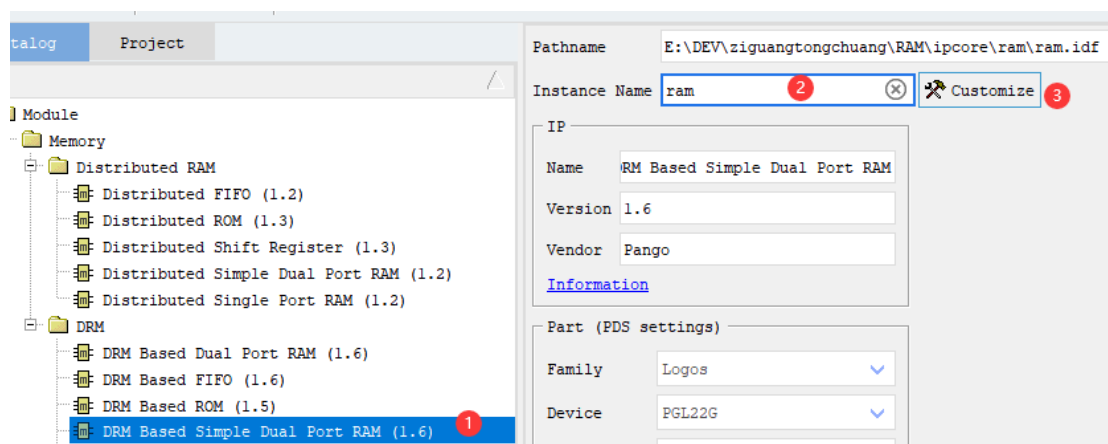 talog
Project
Module
Memory
Distributed RAM
Distributed FIFO (1.2)
Distributed ROM (1.3)
Distributed Shift Register (1.3)
Distributed Simple Dual Port RAM (1.2)
Distributed Single Port RAM (1.2)
DRM
DRM Based Dual Port RAM (1.6)
DRM Based FIFO (1.6)
DRM Based ROM (1.5)
DRM Based Simple Dual Port RAM (1.6) 1
Pathname E:\DEV\ziguangtongchuang\RAM\ipcore\ram\ram.idf
Instance Name ram 2 Customize 3
IP
Name RM Based Simple Dual Port RAM
Version 1.6
Vendor Pango
Information
Part (PDS settings)
Family Logos
Device PGL22G